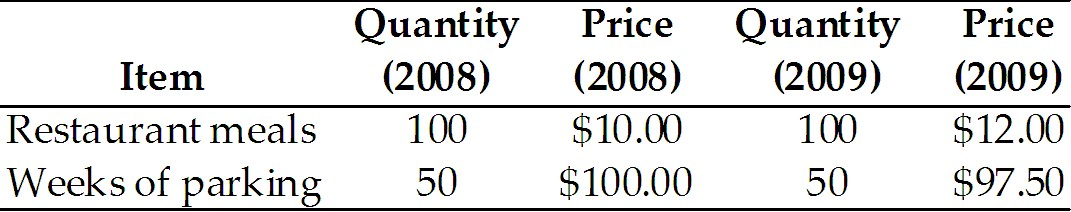 Quantity Price Quantity Price
Item (2008) (2008) (2009) (2009)
Restaurant meals 100 $10.00 100 $12.00
Weeks of parking 50 $100.00 50 $97.50